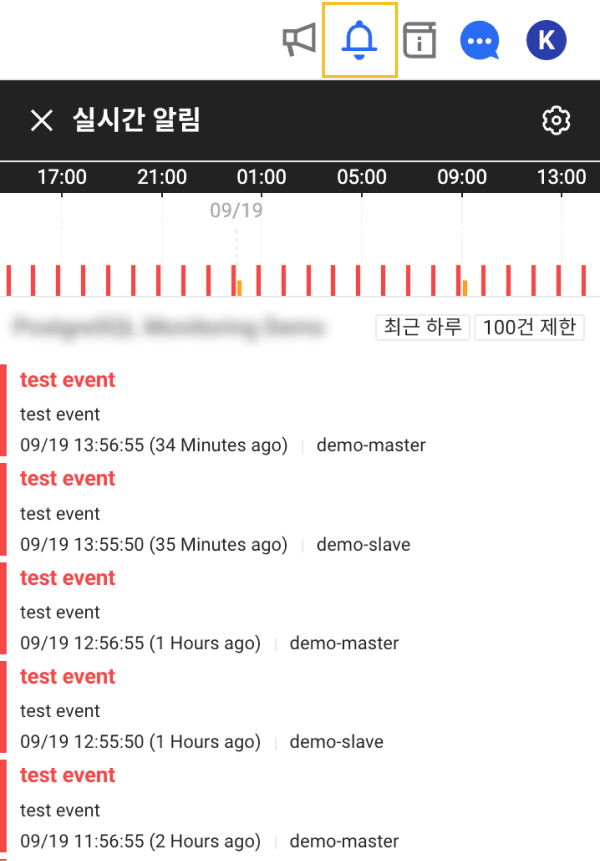 K
실시간 알림
17:00 21:00 01:00 05:00 09:00 13:00
09/19
최근 하루 100건 제한
test event
test event
09/19 13:56:55 (34 Minutes ago) demo-master
test event
test event
09/19 13:55:50 (35 Minutes ago) demo-slave
test event
test event
09/19 12:56:55 (1 Hours ago) demo-master
test event
test event
09/19 12:55:50 (1 Hours ago) demo-slave
test event
test event
09/19 11:56:55 (2 Hours ago) demo-master